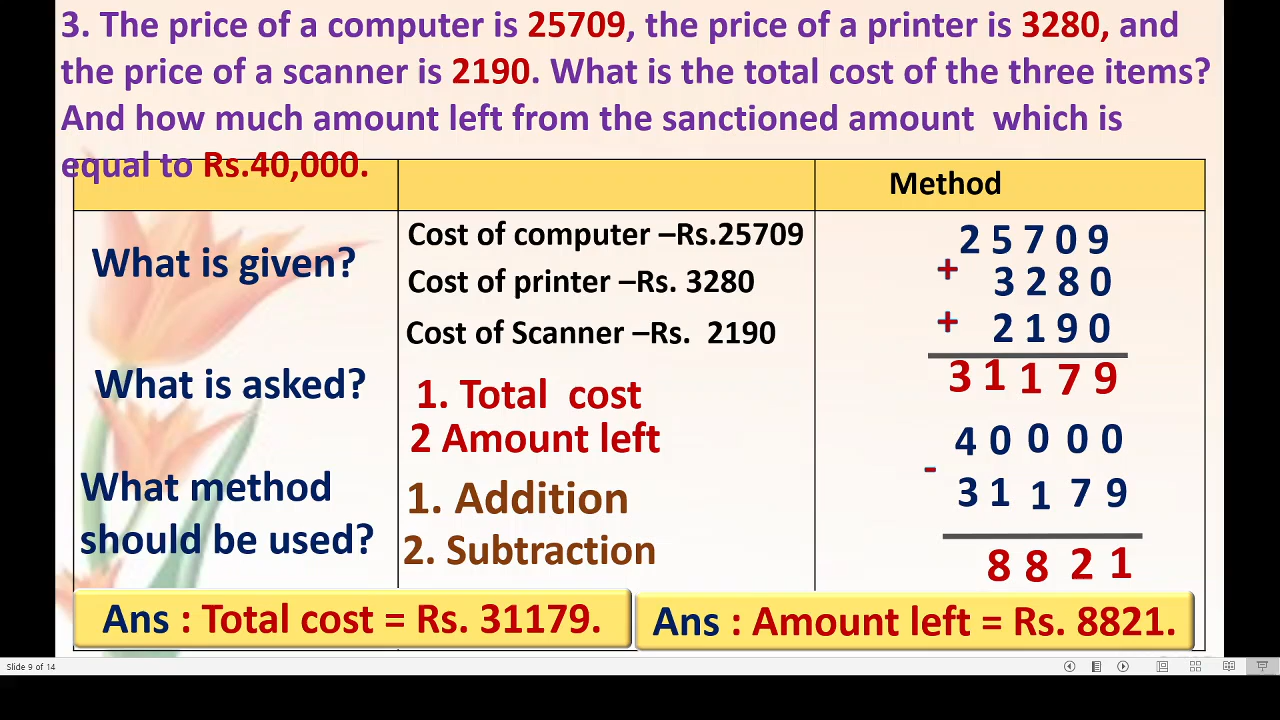 3. The price of a computer is 25709, the price of a printer is 3280, and
the price of a scanner is 2190. What is the total cost of the three items?
And how much amount left from the sanctioned amount which is
equal to Rs.40,000.
Method
What is given?
Cost of computer –Rs.25709
Cost of printer –Rs. 3280
Cost of Scanner –Rs. 2190
2 5 7 0 9
+ 3 2 8 0
+ 2 1 9 0
3 1 1 7 9
What is asked?
1. Total cost
2 Amount left
4 0 0 0 0
- 3 1 1 7 9
8 8 2 1
What method
should be used?
1. Addition
2. Subtraction
Ans : Total cost = Rs. 31179.
Ans : Amount left = Rs. 8821.
Slide 9 of 14